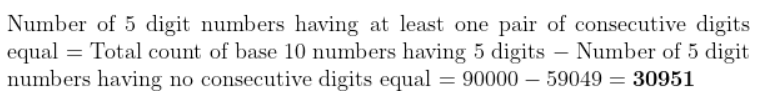 Number of 5 digit numbers having at least one pair of consecutive digits
equal = Total count of base 10 numbers having 5 digits − Number of 5 digit
numbers having no consecutive digits equal = 90000 − 59049 = 30951